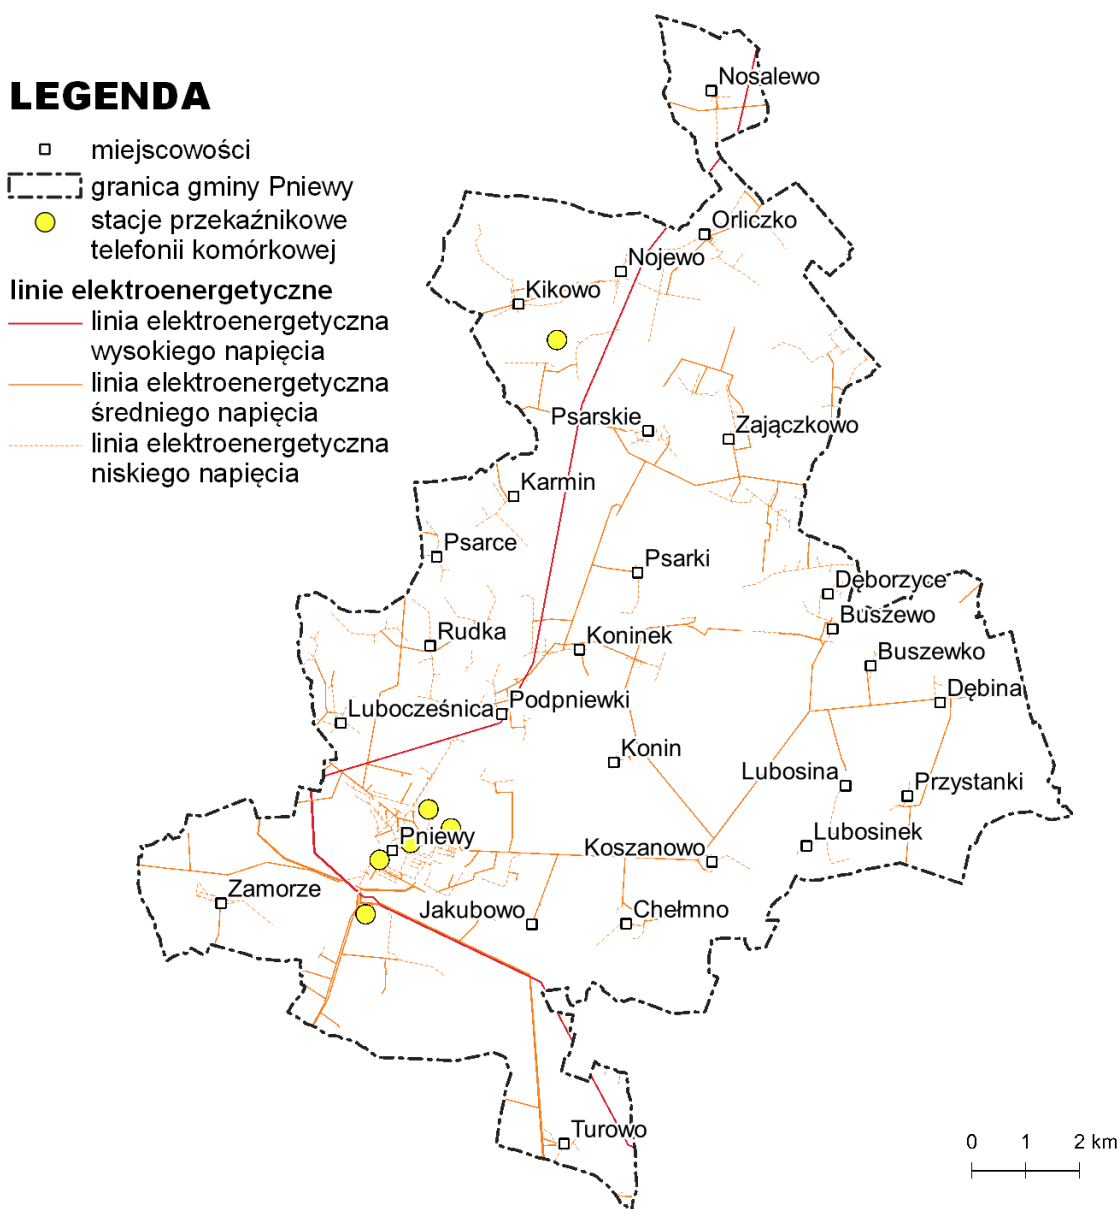 LEGENDA
miejscowości
granica gminy Pniewy
stacje przekaźnikowe
telefonii komórkowej
linie elektroenergetyczne
linia elektroenergetyczna
wysokiego napięcia
linia elektroenergetyczna
średniego napięcia
linia elektroenergetyczna
niskiego napięcia
Nosalewo
Orliczko
Nojewo
Kikowo
Psarskie
Zajączkowo
Karmin
Psarce
Psarki
Dęborzyce
Buszewo
Rudka
Koninek
Buszewko
Dębina
Lubocześnica
Podpniewki
Konin
Lubosina
Przystanki
Pniewy
Lubosinek
Koszanowo
Zamorze
Jakubowo
Chełmno
Turowo
0 1 2 km